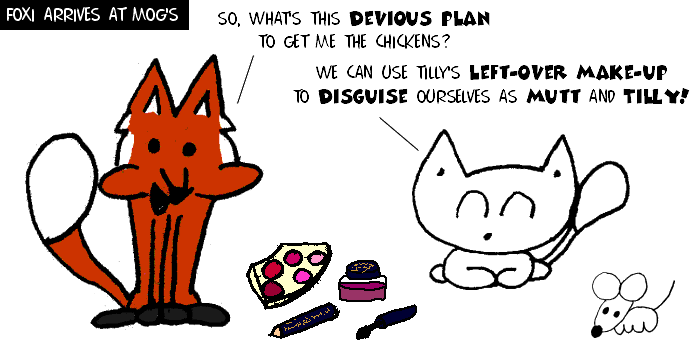 FOXI ARRIVES AT MOG'S
SO, WHAT'S THIS DEVIOUS PLAN
TO GET ME THE CHICKENS?
WE CAN USE TILLY'S LEFT-OVER MAKE-UP
TO DISGUISE OURSELVES AS MUTT AND TILLY!